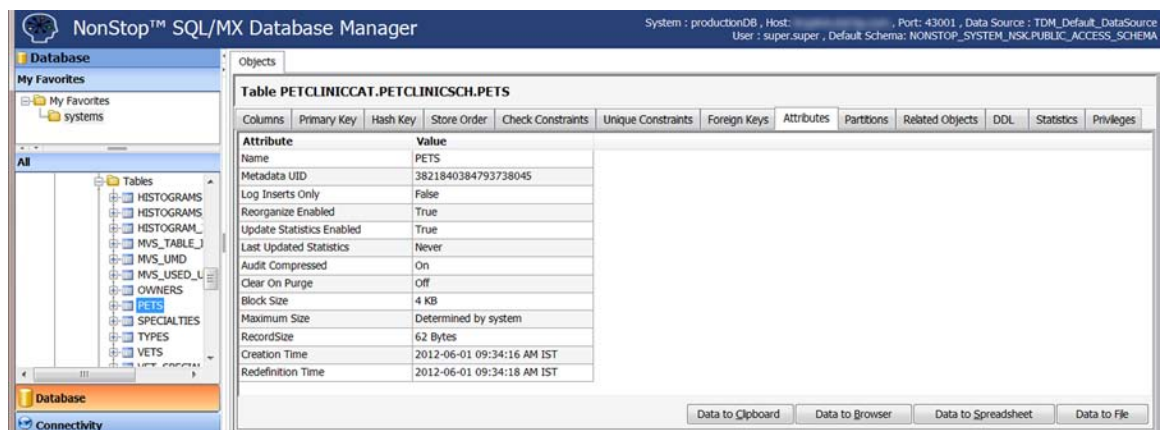 NonStop™ SQL/MX Database Manager
System : productionDB , Host: , Port: 43001 , Data Source : TDM_Default_DataSource
User : super.super , Default Schema: NONSTOP_SYSTEM_NSK.PUBLIC_ACCESS_SCHEMA
Database
My Favorites
My Favorites
systems
All
Tables
HISTOGRAMS
HISTOGRAMS
HISTOGRAM_
MVS_TABLE_
MVS_UMD
MVS_USED_U
OWNERS
PETS
SPECIALTIES
TYPES
VETS
Database
Connectivity
Objects
Table PETCLINICCAT.PETCLINICSCH.PETS
Columns Primary Key Hash Key Store Order Check Constraints Unique Constraints Foreign Keys Attributes Partitions Related Objects DDL Statistics Privileges
Attribute Value
Name PETS
Metadata UID 3821840384793738045
Log Inserts Only False
Reorganize Enabled True
Update Statistics Enabled True
Last Updated Statistics Never
Audit Compressed On
Clear On Purge Off
Block Size 4 KB
Maximum Size Determined by system
RecordSize 62 Bytes
Creation Time 2012-06-01 09:34:16 AM IST
Redefinition Time 2012-06-01 09:34:18 AM IST
Data to Clipboard Data to Browser Data to Spreadsheet Data to File